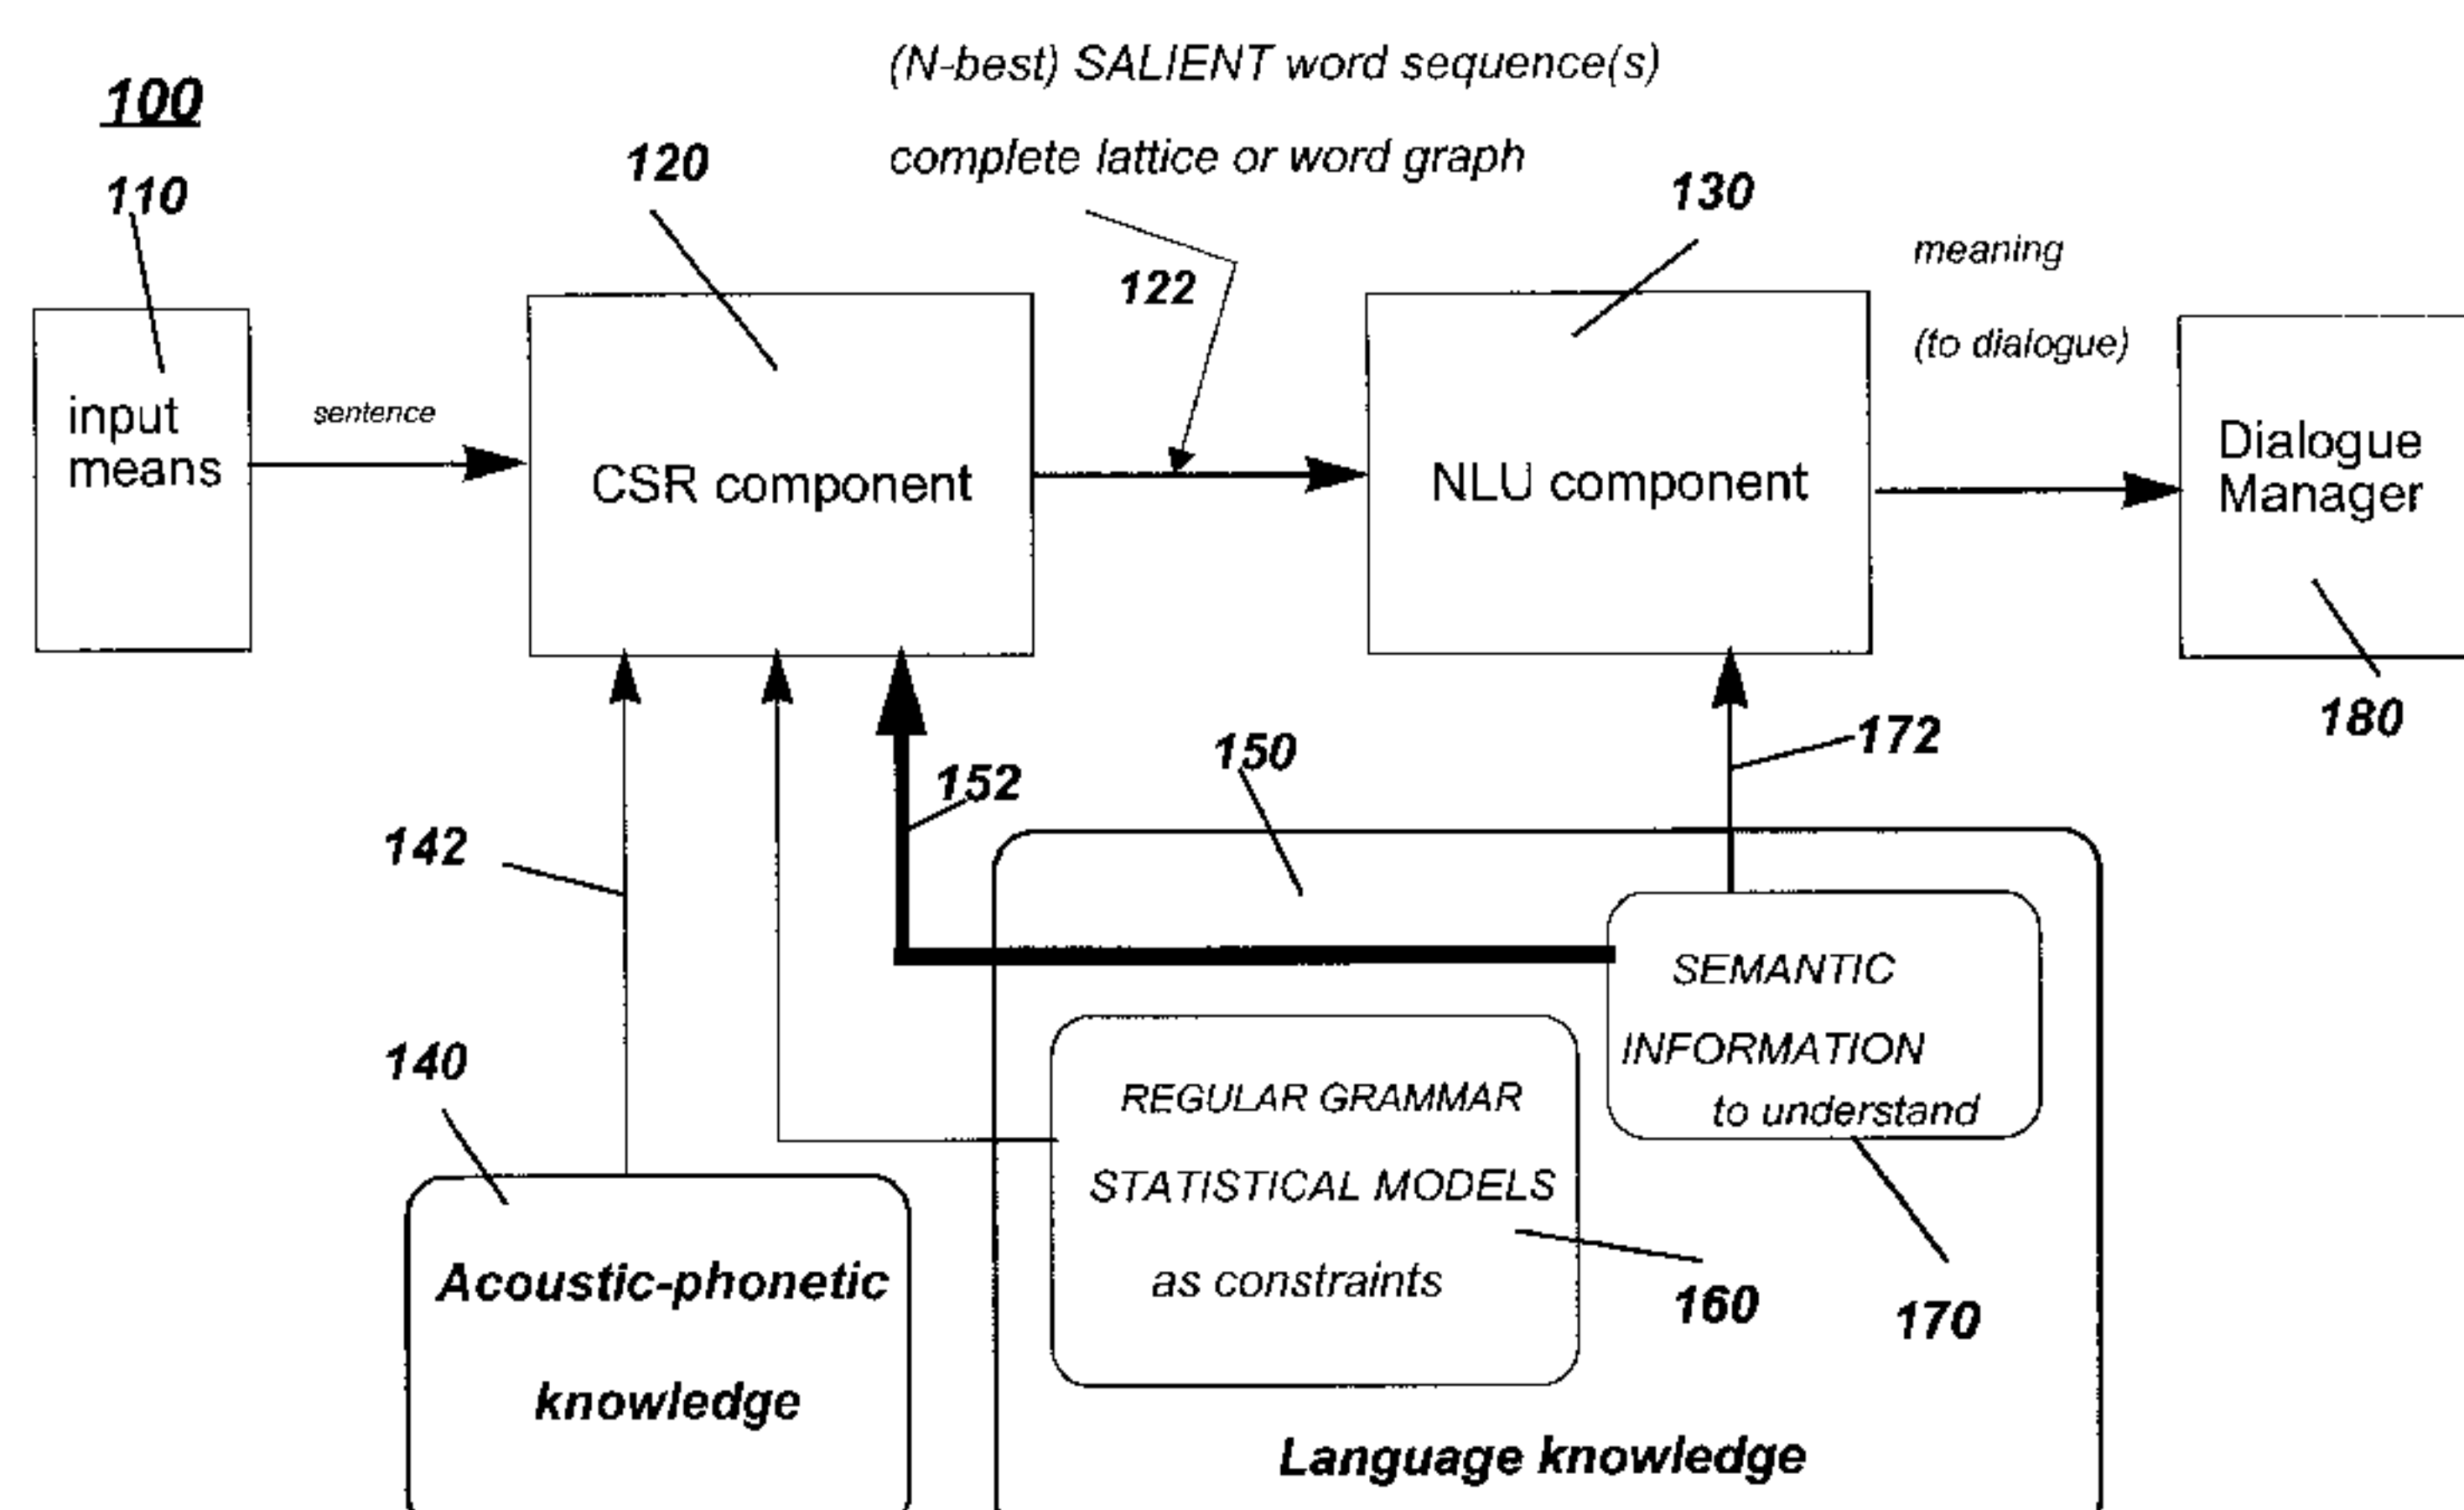 (N-best) SALIENT word sequence(s)
100
120
complete lattice or word graph
110
130
meaning
122
(to dialogue)
input
means
sentence
CSR component
NLU component
Dialogue
Manager
180
172
150
152
142
SEMANTIC
INFORMATION
to understand
140
REGULAR GRAMMAR
STATISTICAL MODELS
as constraints
160
170
Acoustic-phonetic
knowledge
Language knowledge